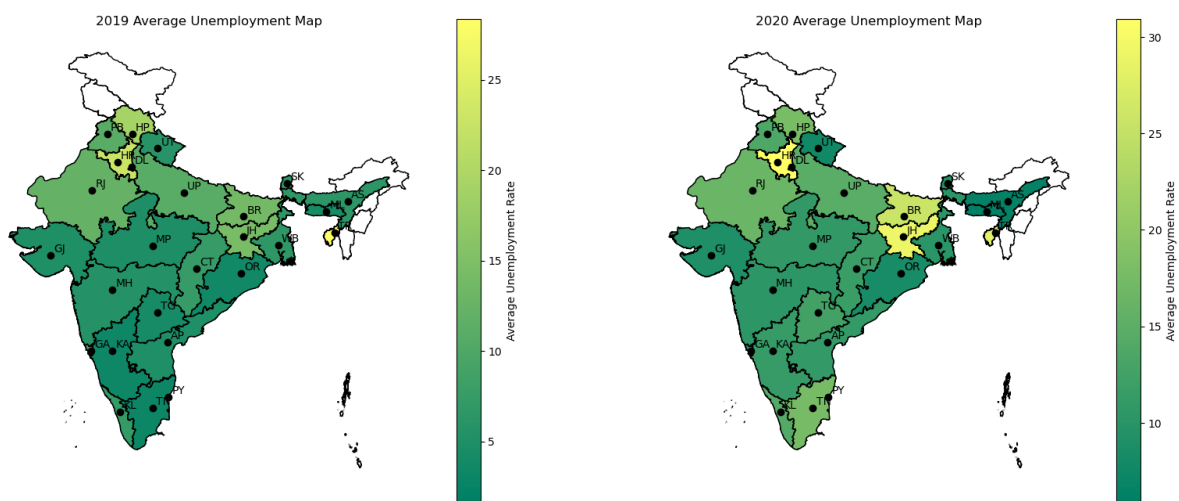 2019 Average Unemployment Map
PB
HP
UT
HR
DL
RJ
UP
SK
AS
ML
BR
JH
TR
GJ
MP
WB
CT
OR
MH
TG
AP
GA
KA
PY
KL
TN
25
20
15
10
5
Average Unemployment Rate
2020 Average Unemployment Map
PB
HP
UT
HR
DL
RJ
UP
SK
AS
ML
BR
JH
GJ
MP
WB
CT
OR
MH
TG
AP
GA
KA
PY
KL
TN
30
25
20
15
10
Average Unemployment Rate